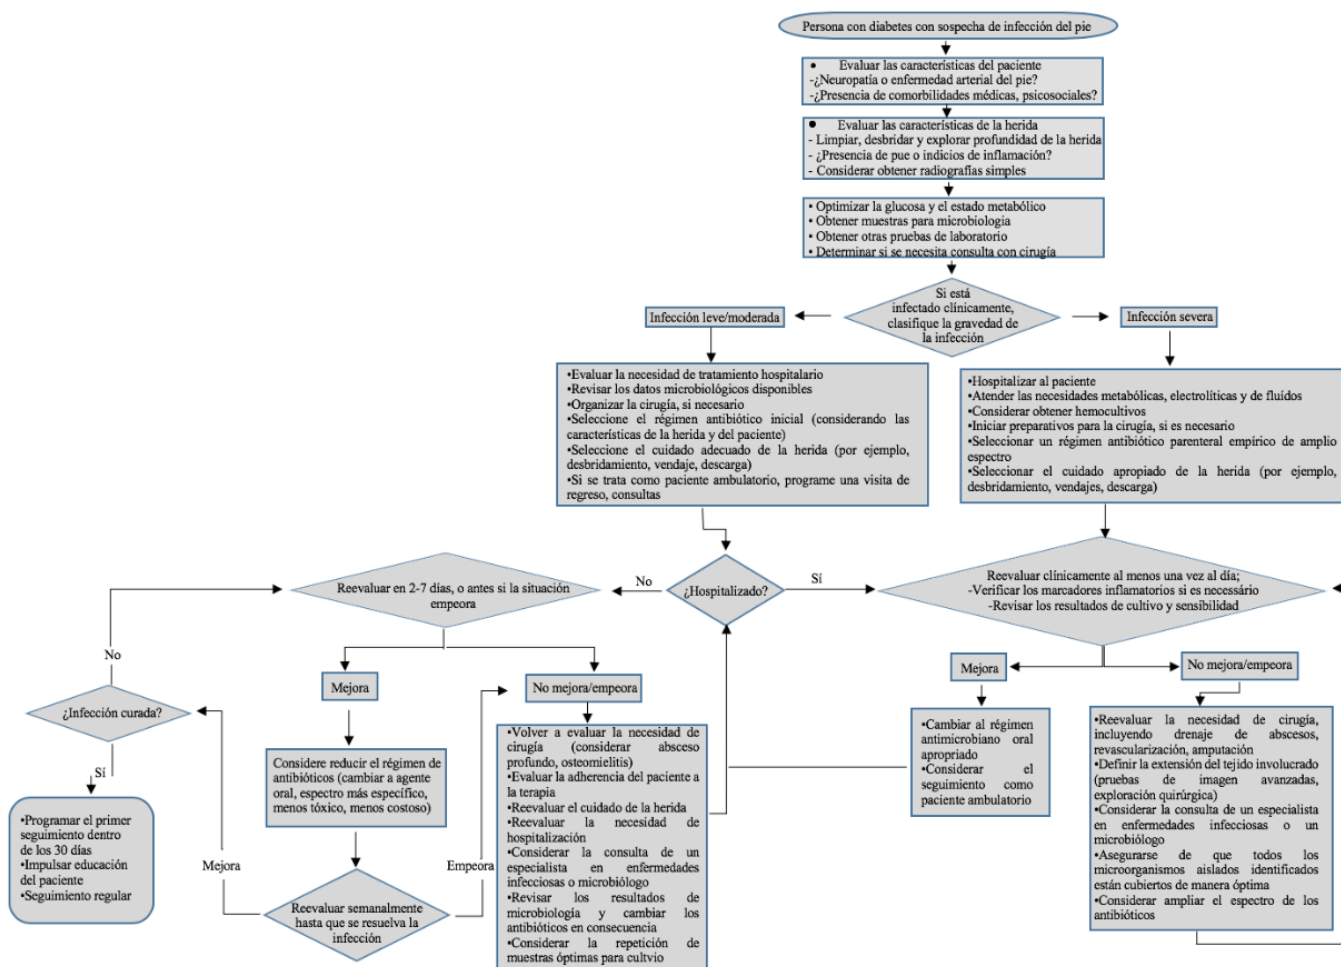 Persona con diabetes con sospecha de infección del pie
• Evaluar las características del paciente
-¿Neuropatía o enfermedad arterial del pie?
-¿Presencia de comorbilidades médicas, psicosociales?
• Evaluar las características de la herida
- Limpiar, desbridar y explorar profundidad de la herida
- ¿Presencia de pue o indicios de inflamación?
- Considerar obtener radiografías simples
• Optimizar la glucosa y el estado metabólico
• Obtener muestras para microbiologia
• Obtener otras pruebas de laboratorio
• Determinar si se necesita consulta con cirugía
Si está
infectado clínicamente,
clasifique la gravedad de
la infección
Infección leve/moderada
Infección severa
•Evaluar la necesidad de tratamiento hospitalario
•Revisar los datos microbiológicos disponibles
•Organizar la cirugía, si necesario
•Seleccione el régimen antibiótico inicial (considerando las
características de la herida y del paciente)
•Seleccione el cuidado adecuado de la herida (por ejemplo,
desbridamiento, vendaje, descarga)
•Si se trata como paciente ambulatorio, programe una visita de
regreso, consultas
•Hospitalizar al paciente
•Atender las necesidades metabólicas, electrolíticas y de fluídos
•Considerar obtener hemocultivos
•Iniciar preparativos para la cirugía, si es necesario
•Seleccionar un régimen antibiótico parenteral empírico de amplio
espectro
•Seleccionar el cuidado apropiado de la herida (por ejemplo,
desbridamiento, vendajes, descarga)
¿Hospitalizado?
No
Sí
Reevaluar en 2-7 días, o antes si la situación
empeora
Reevaluar clínicamente al menos una vez al día;
-Verificar los marcadores inflamatorios si es necessário
-Revisar los resultados de cultivo y sensibilidad
Mejora
No mejora/empeora
Mejora
No mejora/empeora
No
¿Infección curada?
Sí
•Programar el primer
seguimiento dentro
de los 30 días
•Impulsar educación
del paciente
•Seguimiento regular
Considere reducir el régimen de
antibióticos (cambiar a agente
oral, espectro más específico,
menos tóxico, menos costoso)
Mejora
Empeora
Reevaluar semanalmente
hasta que se resuelva la
infección
•Volver a evaluar la necesidad de
cirugía (considerar absceso
profundo, osteomielitis)
•Evaluar la adherencia del paciente a
la terapia
•Reevaluar el cuidado de la herida
•Reevaluar la necesidad de
hospitalización
•Considerar la consulta de un
especialista en enfermedades
infecciosas o microbiólogo
•Revisar los resultados de
microbiología y cambiar los
antibióticos en consecuencia
•Considerar la repetición de
muestras óptimas para cultvio
•Cambiar al régimen
antimicrobiano oral
apropiado
•Considerar el
seguimiento como
paciente ambulatorio
•Reevaluar la necesidad de cirugía,
incluyendo drenaje de abscesos,
revascularización, amputación
•Definir la extensión del tejido involucrado
(pruebas de imagen avanzadas,
exploración quirúrgica)
•Considerar la consulta de un especialista
en enfermedades infecciosas o un
microbiólogo
•Asegurarse de que todos los
microorganismos aislados identificados
están cubiertos de manera óptima
•Considerar ampliar el espectro de los
antibióticos